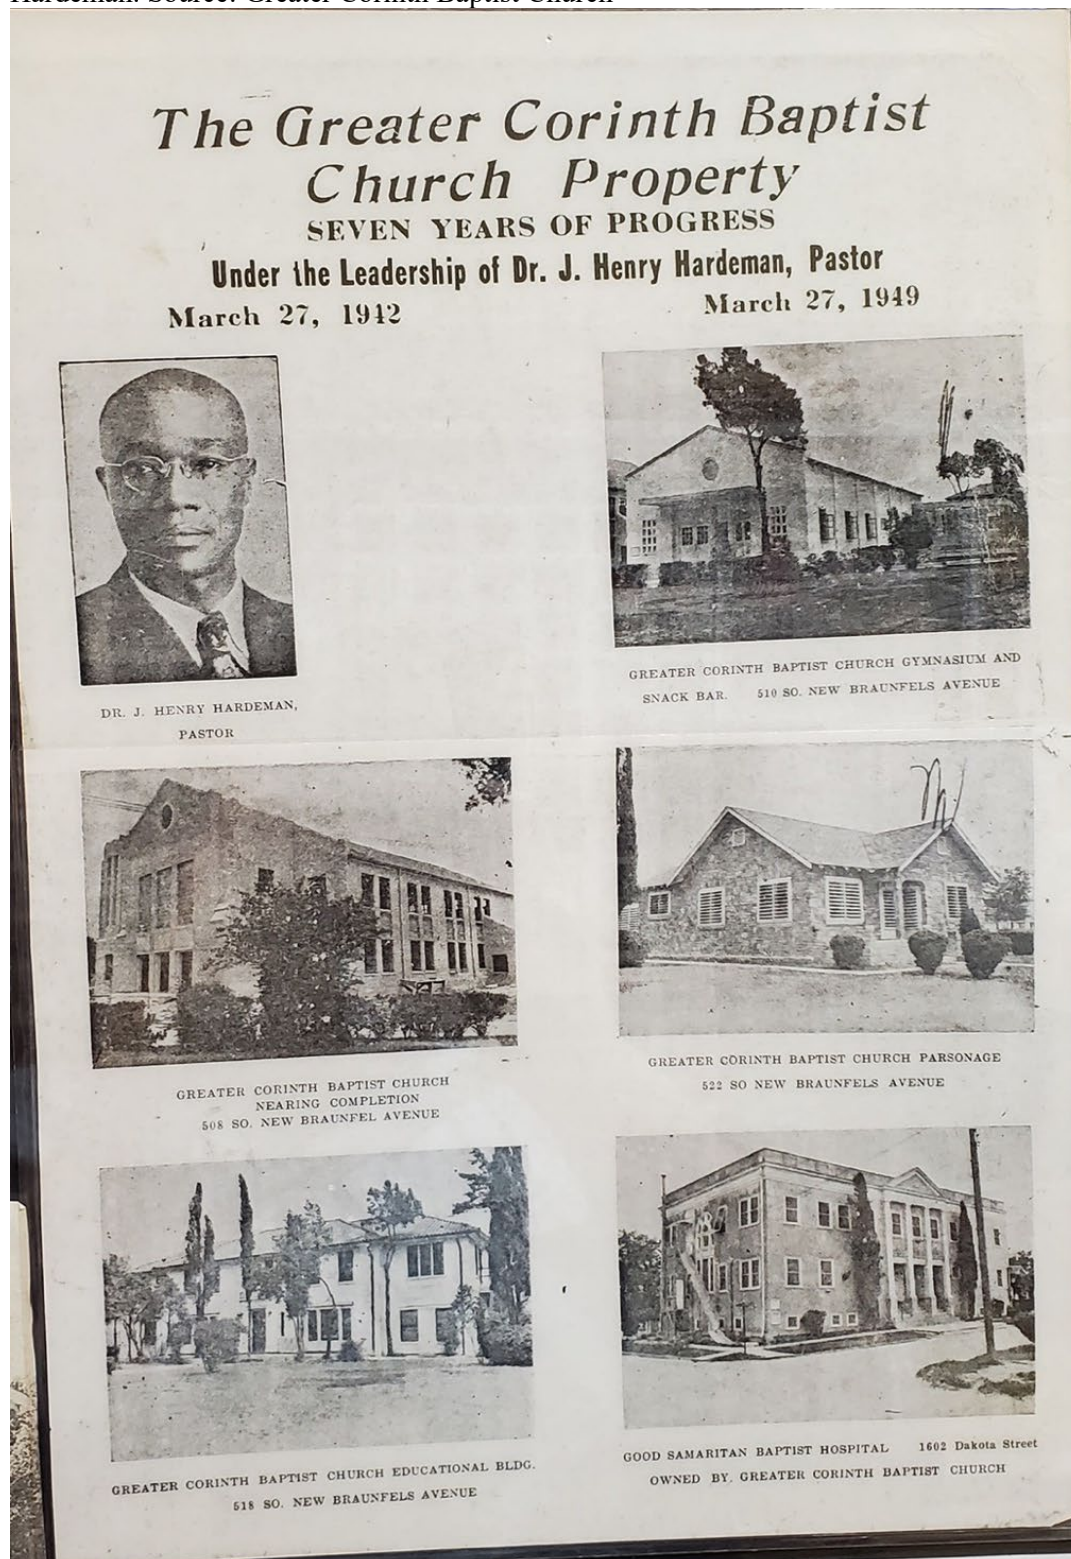 Hardeman. Source: Greater Corinth Baptist Church
The Greater Corinth Baptist
Church Property
SEVEN YEARS OF PROGRESS
Under the Leadership of Dr. J. Henry Hardeman, Pastor
March 27, 1942
March 27, 1949
DR. J. HENRY HARDEMAN,
PASTOR
GREATER CORINTH BAPTIST CHURCH GYMNASIUM AND
SNACK BAR. 510 SO. NEW BRAUNFELS AVENUE
GREATER CORINTH BAPTIST CHURCH
NEARING COMPLETION
508 SO. NEW BRAUNFEL AVENUE
GREATER CORINTH BAPTIST CHURCH PARSONAGE
522 SO NEW BRAUNFELS AVENUE
GREATER CORINTH BAPTIST CHURCH EDUCATIONAL BLDG.
518 SO. NEW BRAUNFELS AVENUE
GOOD SAMARITAN BAPTIST HOSPITAL 1602 Dakota Street
OWNED BY. GREATER CORINTH BAPTIST CHURCH